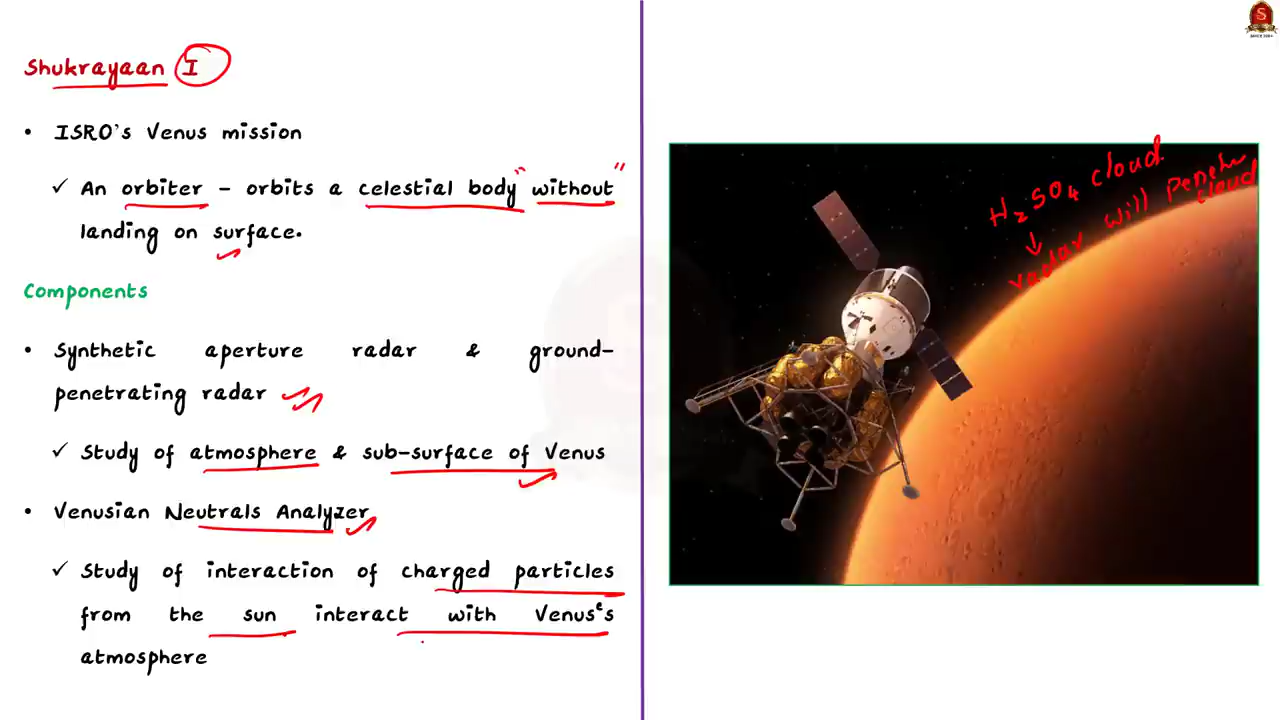 Shukrayaan I
• ISRO's Venus mission
✓ An orbiter – orbits a celestial body "without"
landing on surface.
Components
• Synthetic aperture radar & ground-
penetrating radar
✓ Study of atmosphere & sub-surface of Venus
• Venusian Neutrals Analyzer
✓ Study of interaction of charged particles
from the sun interact with Venus's
atmosphere
H2SO4 cloud
↓
radar will
cloud
S